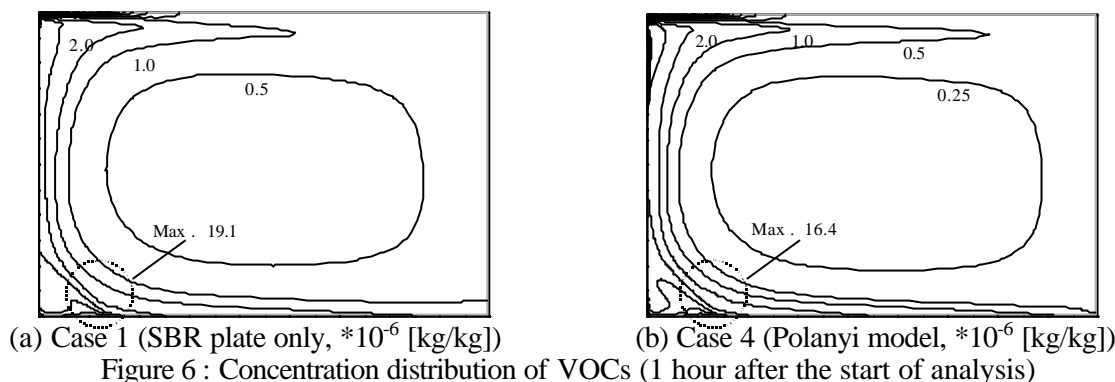 2.0
1.0
0.5
Max . 19.1
2.0
1.0
0.5
0.25
Max . 16.4
(a) Case 1 (SBR plate only, *10-6 [kg/kg])
(b) Case 4 (Polanyi model, *10-6 [kg/kg])
Figure 6 : Concentration distribution of VOCs (1 hour after the start of analysis)